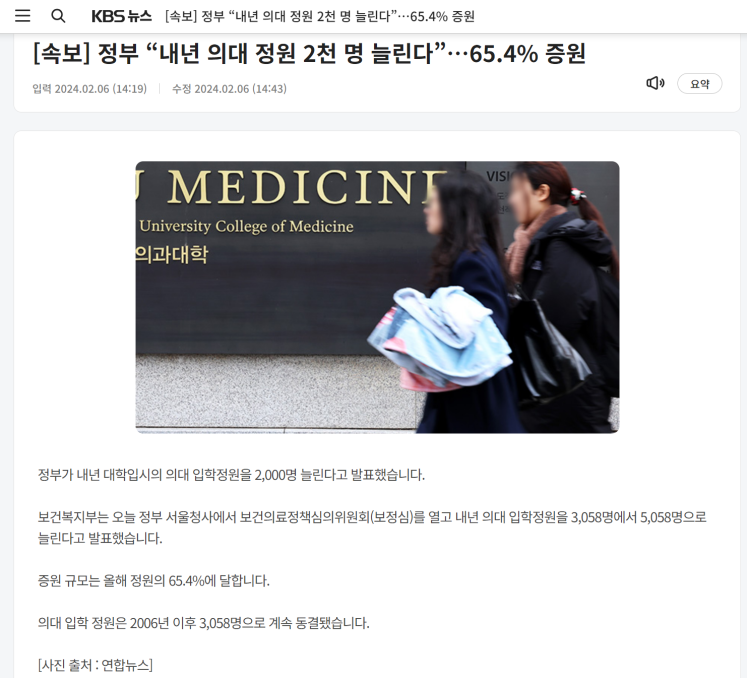 KBS 뉴스 [속보] 정부 “내년 의대 정원 2천 명 늘린다”…65.4% 증원
[속보] 정부 “내년 의대 정원 2천 명 늘린다”…65.4% 증원
입력 2024.02.06 (14:19) 수정 2024.02.06 (14:43)
요약
MEDICINE
VISI
University College of Medicine
의과대학
정부가 내년 대학입시의 의대 입학정원을 2,000명 늘린다고 발표했습니다.
보건복지부는 오늘 정부 서울청사에서 보건의료정책심의위원회(보정심)를 열고 내년 의대 입학정원을 3,058명에서 5,058명으로
늘린다고 발표했습니다.
증원 규모는 올해 정원의 65.4%에 달합니다.
의대 입학 정원은 2006년 이후 3,058명으로 계속 동결됐습니다.
[사진 출처 : 연합뉴스]